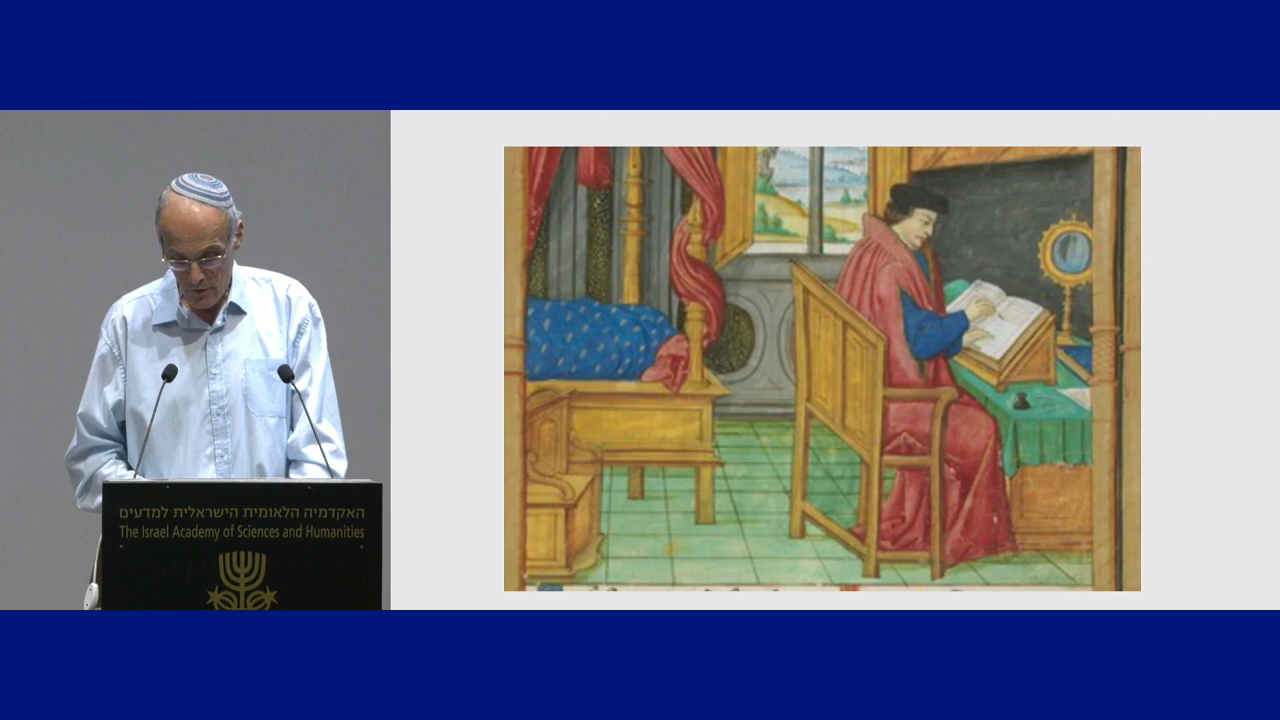 האקדמיה הלאומית הישראלית למדעים
The Israel Academy of Sciences and Humanities